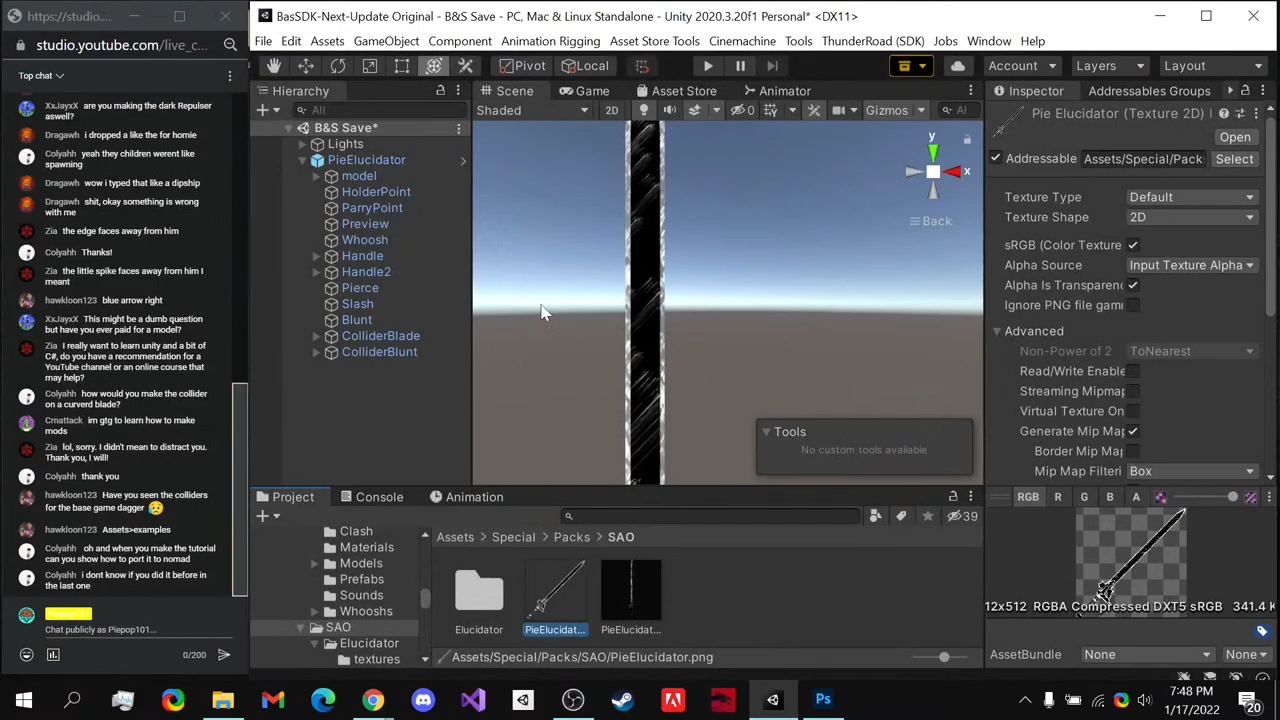 https://studio....
studio.youtube.com/live_c...
Top chat
XxJayxX are you making the dark Repulser
aswell?
Dragawh i dropped a like the for homie
Colyahh yeah they children werent like
spawning
Dragawh wow i typed that like a dipship
Dragawh shit, okay something is wrong
with me
Zia the edge faces away from him
Colyahh Thanks!
Zia the little spike faces away from him I
meant
hawkloon123 blue arrow right
XxJayxX This might be a dumb question
but have you ever paid for a model?
Zia I really want to learn unity and a bit of
C#, do you have a recommendation for a
YouTube channel or an online course that
may help?
Colyahh how would you make the collider
on a curverd blade?
Cmattack im gtg to learn how to make
mods
Zia lol, sorry. I didn't mean to distract you.
Thank you, I will!
Colyahh thank you
hawkloon123 Have you seen the colliders
for the base game dagger 😥
hawkloon123 Assets>examples
Colyahh oh and when you make the tutorial
can you show how to port it to nomad
Colyahh i dont know if you did it before in
the last one
Chat publicly as Piepop101...
0/200
BasSDK-Next-Update Original - B&S Save - PC, Mac & Linux Standalone - Unity 2020.3.20f1 Personal* <DX11>
File Edit Assets GameObject Component Animation Rigging Asset Store Tools Cinemachine Tools ThunderRoad (SDK) Jobs Window Help
Pivot Local Account Layers Layout
Hierarchy
All
B&S Save*
Lights
PieElucidator
model
HolderPoint
ParryPoint
Preview
Whoosh
Handle
Handle2
Pierce
Slash
Blunt
ColliderBlade
ColliderBlunt
Scene Game Asset Store Animator
Shaded 2D 0 Gizmos Al
y
x
Back
Tools
No custom tools available
Inspector Addressables Groups
Pie Elucidator (Texture 2D)
Open
Addressable Assets/Special/Pack Select
Texture Type Default
Texture Shape 2D
sRGB (Color Texture
Alpha Source Input Texture Alpha
Alpha Is Transparen
Ignore PNG file gam
Advanced
Non-Power of 2 ToNearest
Read/Write Enable
Streaming Mipmap
Virtual Texture On
Generate Mip Map
Border Mip Map
Mip Map Filteri Box
RGB R G B A
12x512 RGBA Compressed DXT5 sRGB 341.4 K
AssetBundle None None
Project Console Animation
39
Clash
Materials
Models
Prefabs
Sounds
Whooshs
SAO
Elucidator
textures
Assets Special Packs SAO
Elucidator PieElucidat... PieElucidat...
Assets/Special/Packs/SAO/PieElucidator.png
Ps
7:48 PM
1/17/2022
20